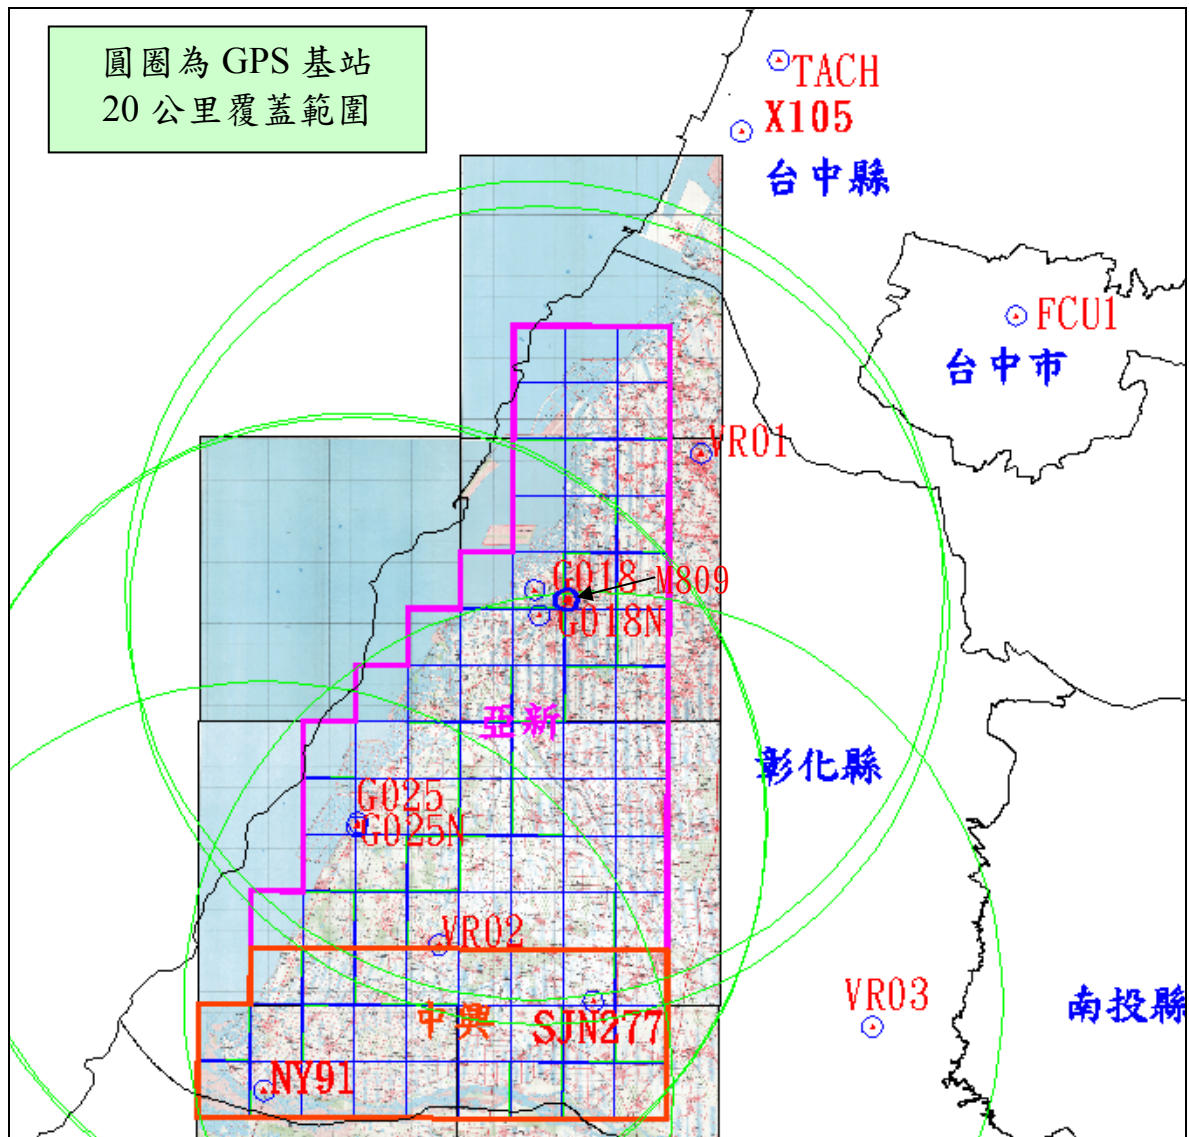 圓圈為 GPS 基站
20 公里覆蓋範圍
TACH
X105
台中縣
FCU1
台中市
VR01
G018
M809
G018N
亞新
彰化縣
G025
G025N
VR02
VR03
南投縣
中興
SJN277
NY91